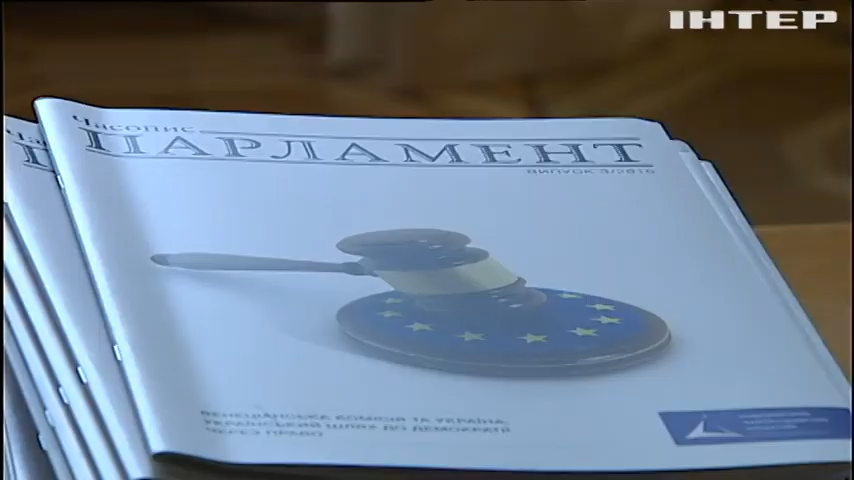 ІНТЕР
Часопис
ПАРЛАМЕНТ
ВИПУСК 3/2016
ВЕНЕЦІАНСЬКА КОМІСІЯ ТА УКРАЇНА:
УКРАЇНСЬКИЙ ШЛЯХ ДО ДЕМОКРАТІЇ
ЧЕРЕЗ ПРАВО